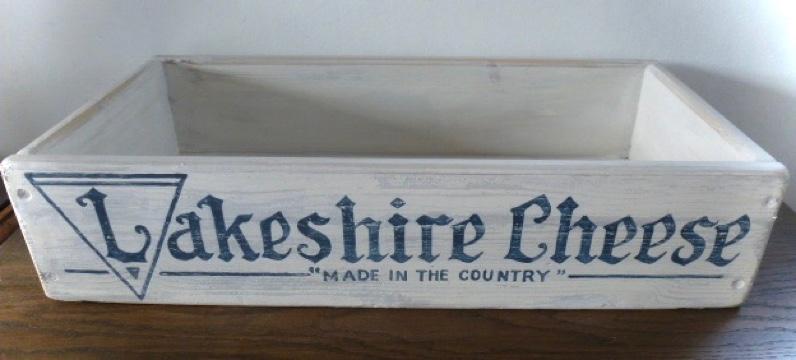 Lakeshire Cheese
"MADE IN THE COUNTRY"